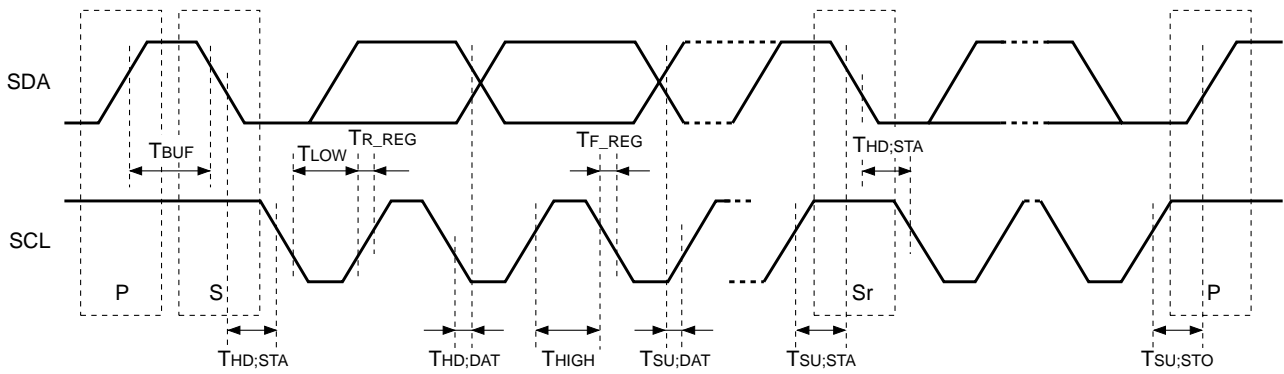 SDA
TBUF
TLOW
TR_REG
TF_REG
THD;STA
SCL
P
S
Sr
P
THD;STA
THD;DAT
THIGH
TSU;DAT
TSU;STA
TSU;STO